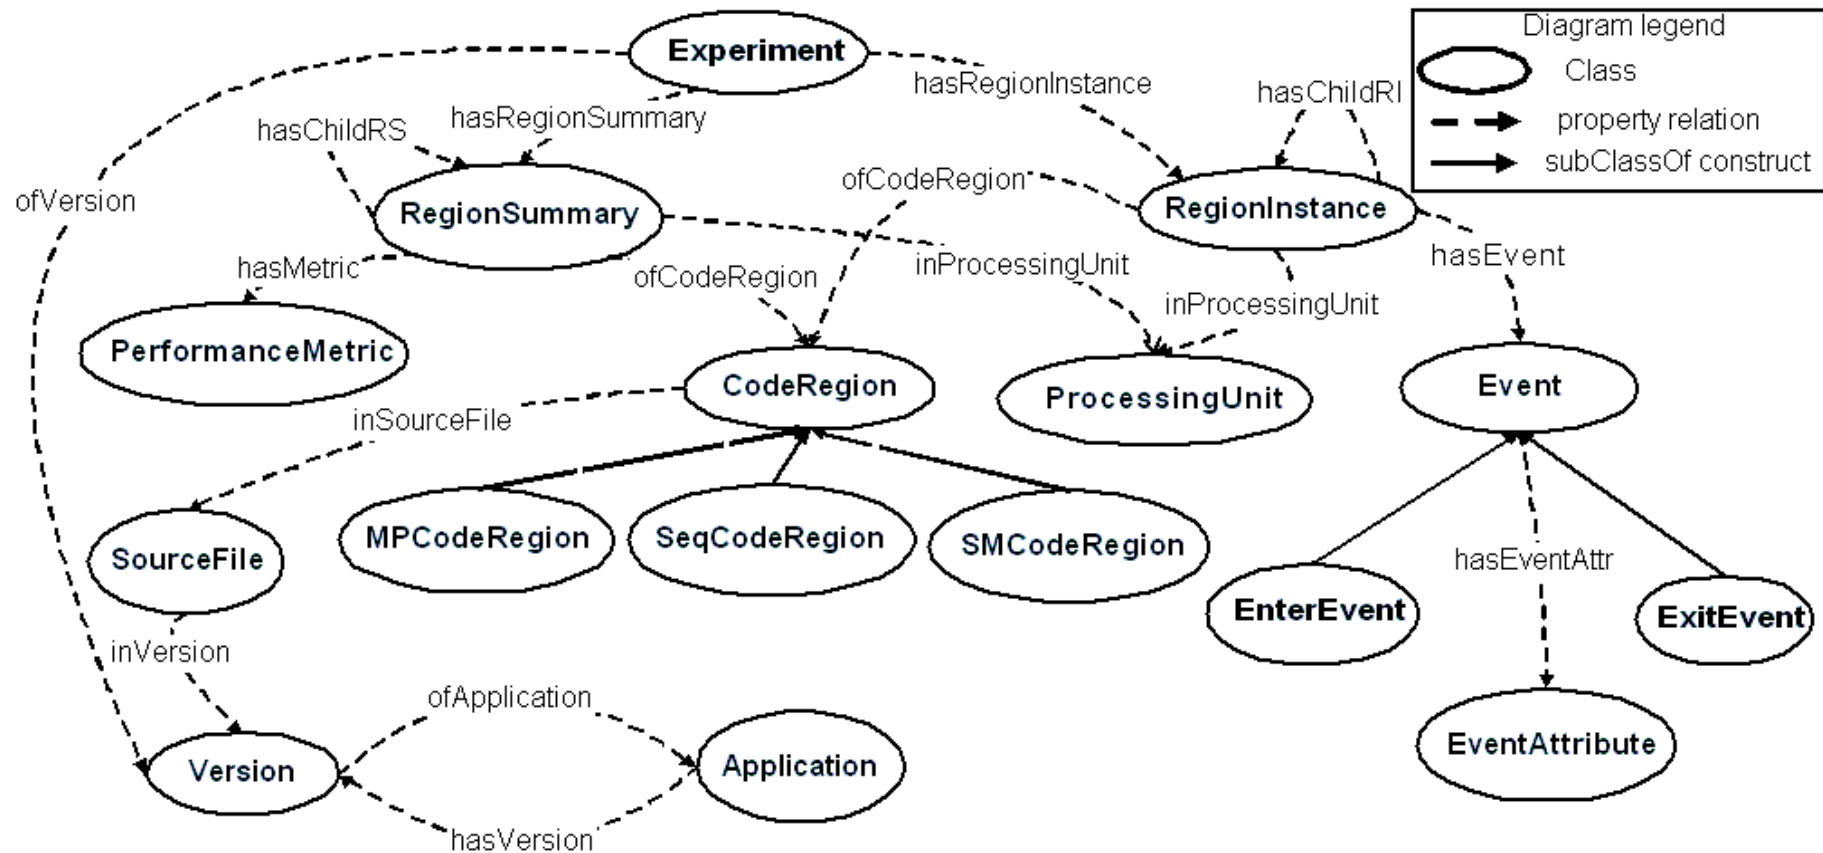 Experiment
Diagram legend
Class
property relation
subClassOf construct
hasRegionInstance
hasChildRI
hasChildRS
hasRegionSummary
ofCodeRegion
ofVersion
RegionSummary
RegionInstance
hasMetric
ofCodeRegion
inProcessingUnit
hasEvent
inProcessingUnit
PerformanceMetric
CodeRegion
ProcessingUnit
Event
inSourceFile
MPCodeRegion
SeqCodeRegion
SMCodeRegion
SourceFile
hasEventAttr
EnterEvent
ExitEvent
inVersion
ofApplication
Version
Application
EventAttribute
hasVersion